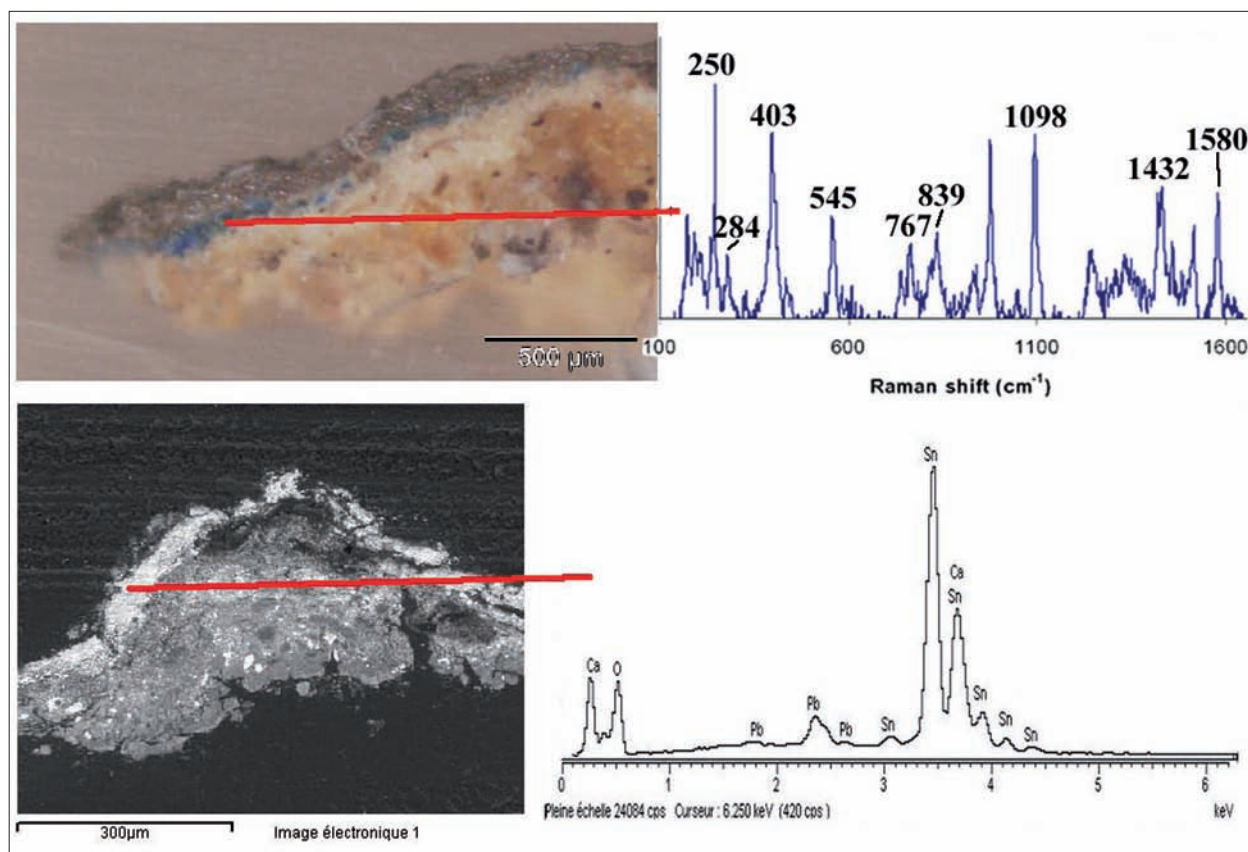 250
403
284
545
767
839
1098
1432
1580
500 µm
100 600 1100 1600
Raman shift (cm-1)
Sn
Ca
Sn
Ca
O
Pb
Pb
Pb
Sn
Sn
Sn
Sn
0 1 2 3 4 5 6
Pleine échelle 24084 cps Curseur : 6.250 keV (420 cps)
keV
300µm
Image électronique 1